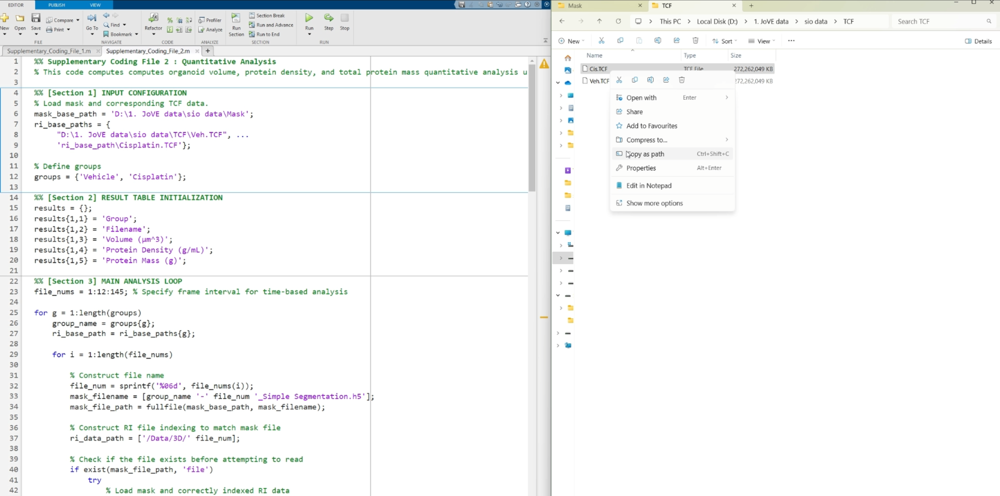 EDITOR PUBLISH VIEW
New Open Save Compare Print
Go To Find Bookmark
Refactor
Profiler Analyze
Run Section Section Break Run and Advance Run to End
Run Step Stop
FILE NAVIGATE CODE ANALYZE SECTION RUN
Supplementary_Coding_File_1.m Supplementary_Coding_File_2.m
1 %% Supplementary Coding File 2 : Quantitative Analysis
2 % This code computes computes organoid volume, protein density, and total protein mass quantitative analysis u
3
4 %% [Section 1] INPUT CONFIGURATION
5 % Load mask and corresponding TCF data.
6 mask_base_path = 'D:\1. JoVE data\sio data\Mask';
7 ri_base_paths = {
8 "D:\1. JoVE data\sio data\TCF\Veh.TCF", ...
9 'ri_base_path\Cisplatin.TCF'};
10
11 % Define groups
12 groups = {'Vehicle', 'Cisplatin'};
13
14 %% [Section 2] RESULT TABLE INITIALIZATION
15 results = {};
16 results{1,1} = 'Group';
17 results{1,2} = 'Filename';
18 results{1,3} = 'Volume (µm^3)';
19 results{1,4} = 'Protein Density (g/mL)';
20 results{1,5} = 'Protein Mass (g)';
21
22 %% [Section 3] MAIN ANALYSIS LOOP
23 file_nums = 1:12:145; % Specify frame interval for time-based analysis
24
25 for g = 1:length(groups)
26 group_name = groups{g};
27 ri_base_path = ri_base_paths{g};
28
29 for i = 1:length(file_nums)
30
31 % Construct file name
32 file_num = sprintf('%06d', file_nums(i));
33 mask_filename = [group_name '-' file_num '_Simple Segmentation.h5'];
34 mask_file_path = fullfile(mask_base_path, mask_filename);
35
36 % Construct RI file indexing to match mask file
37 ri_data_path = ['/Data/3D/' file_num];
38
39 % Check if the file exists before attempting to read
40 if exist(mask_file_path, 'file')
41 try
42 % Load mask and correctly indexed RI data
Mask TCF
This PC > Local Disk (D:) > 1. JoVE data > sio data > TCF
Search TCF
New Sort View ... Details
Name Type Size
Cis.TCF TCF File 272,262,049 KB
Veh.TCF 272,262,049 KB
Open with Enter
Share
Add to Favourites
Compress to...
Copy as path Ctrl+Shift+C
Properties Alt+Enter
Edit in Notepad
Show more options